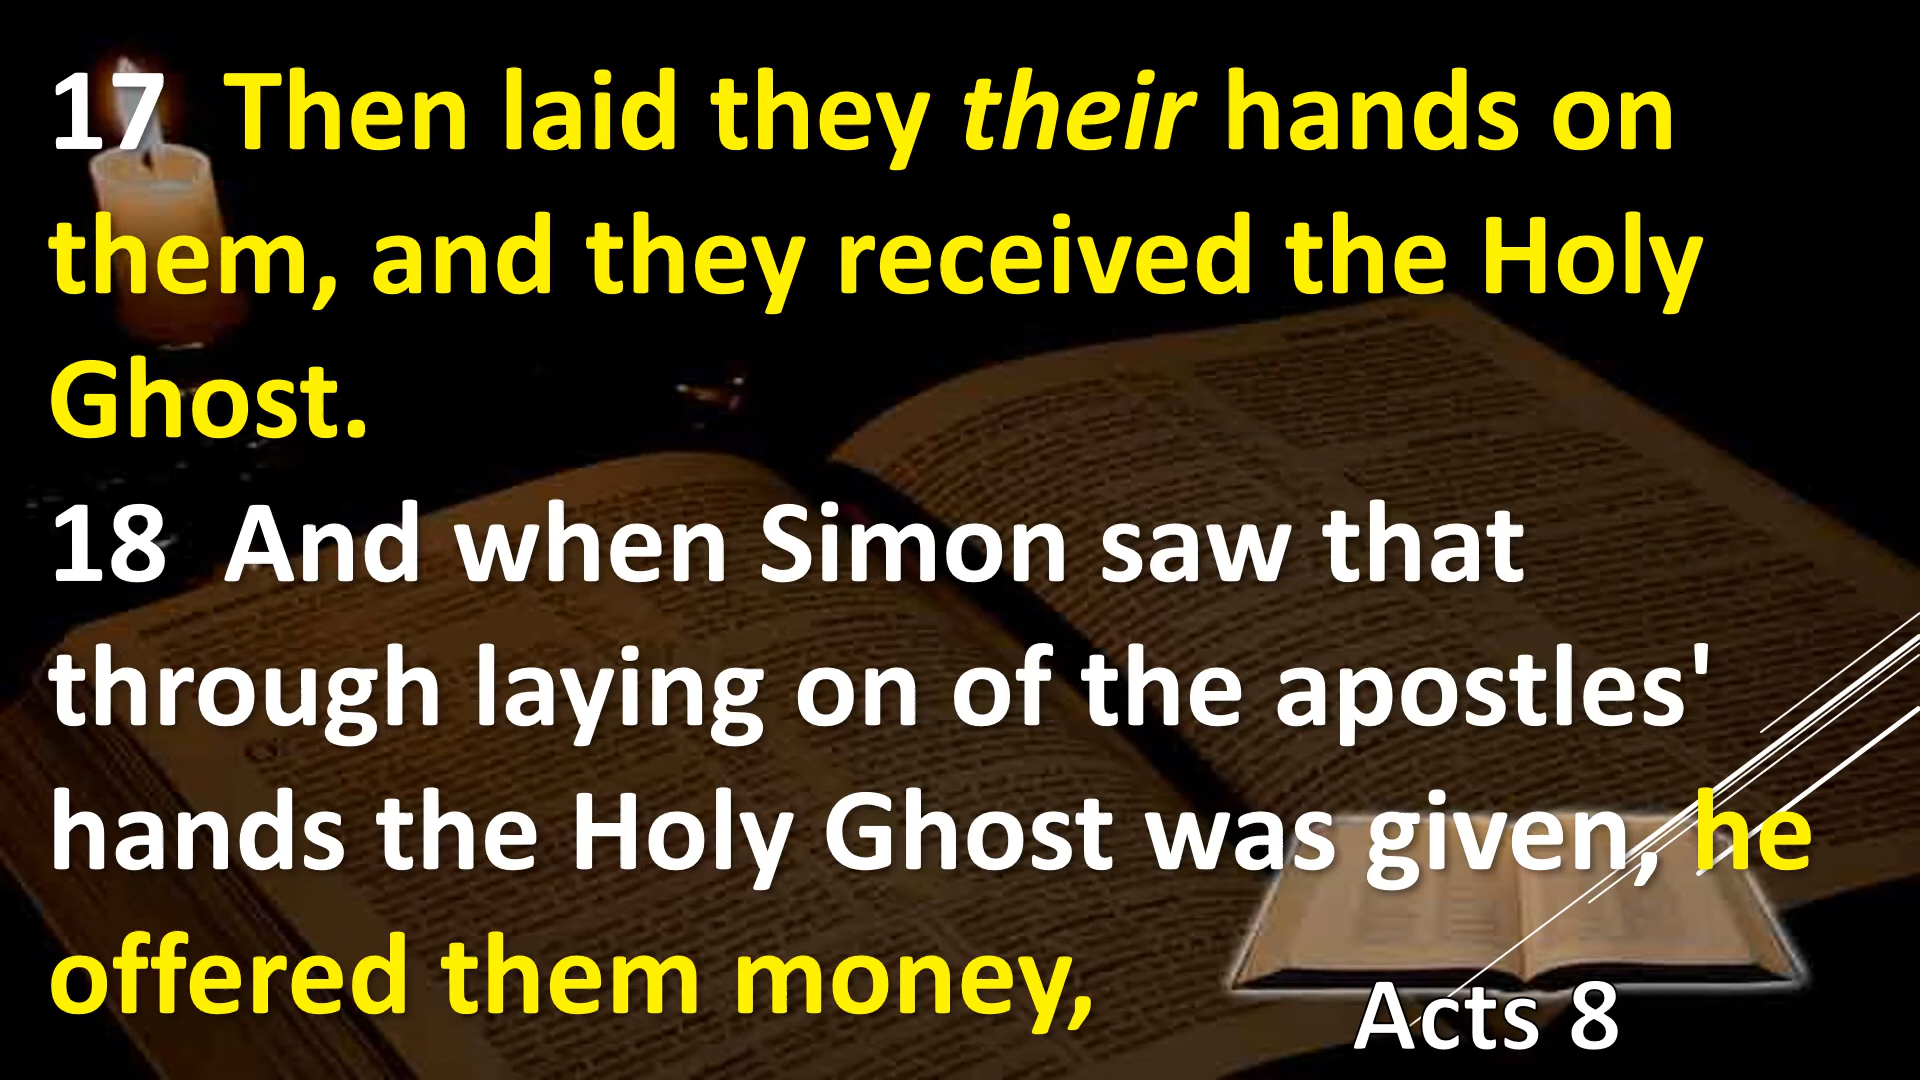 17  Then laid they their hands on
them, and they received the Holy
Ghost.
18  And when Simon saw that
through laying on of the apostles'
hands the Holy Ghost was given, he
offered them money,
Acts 8